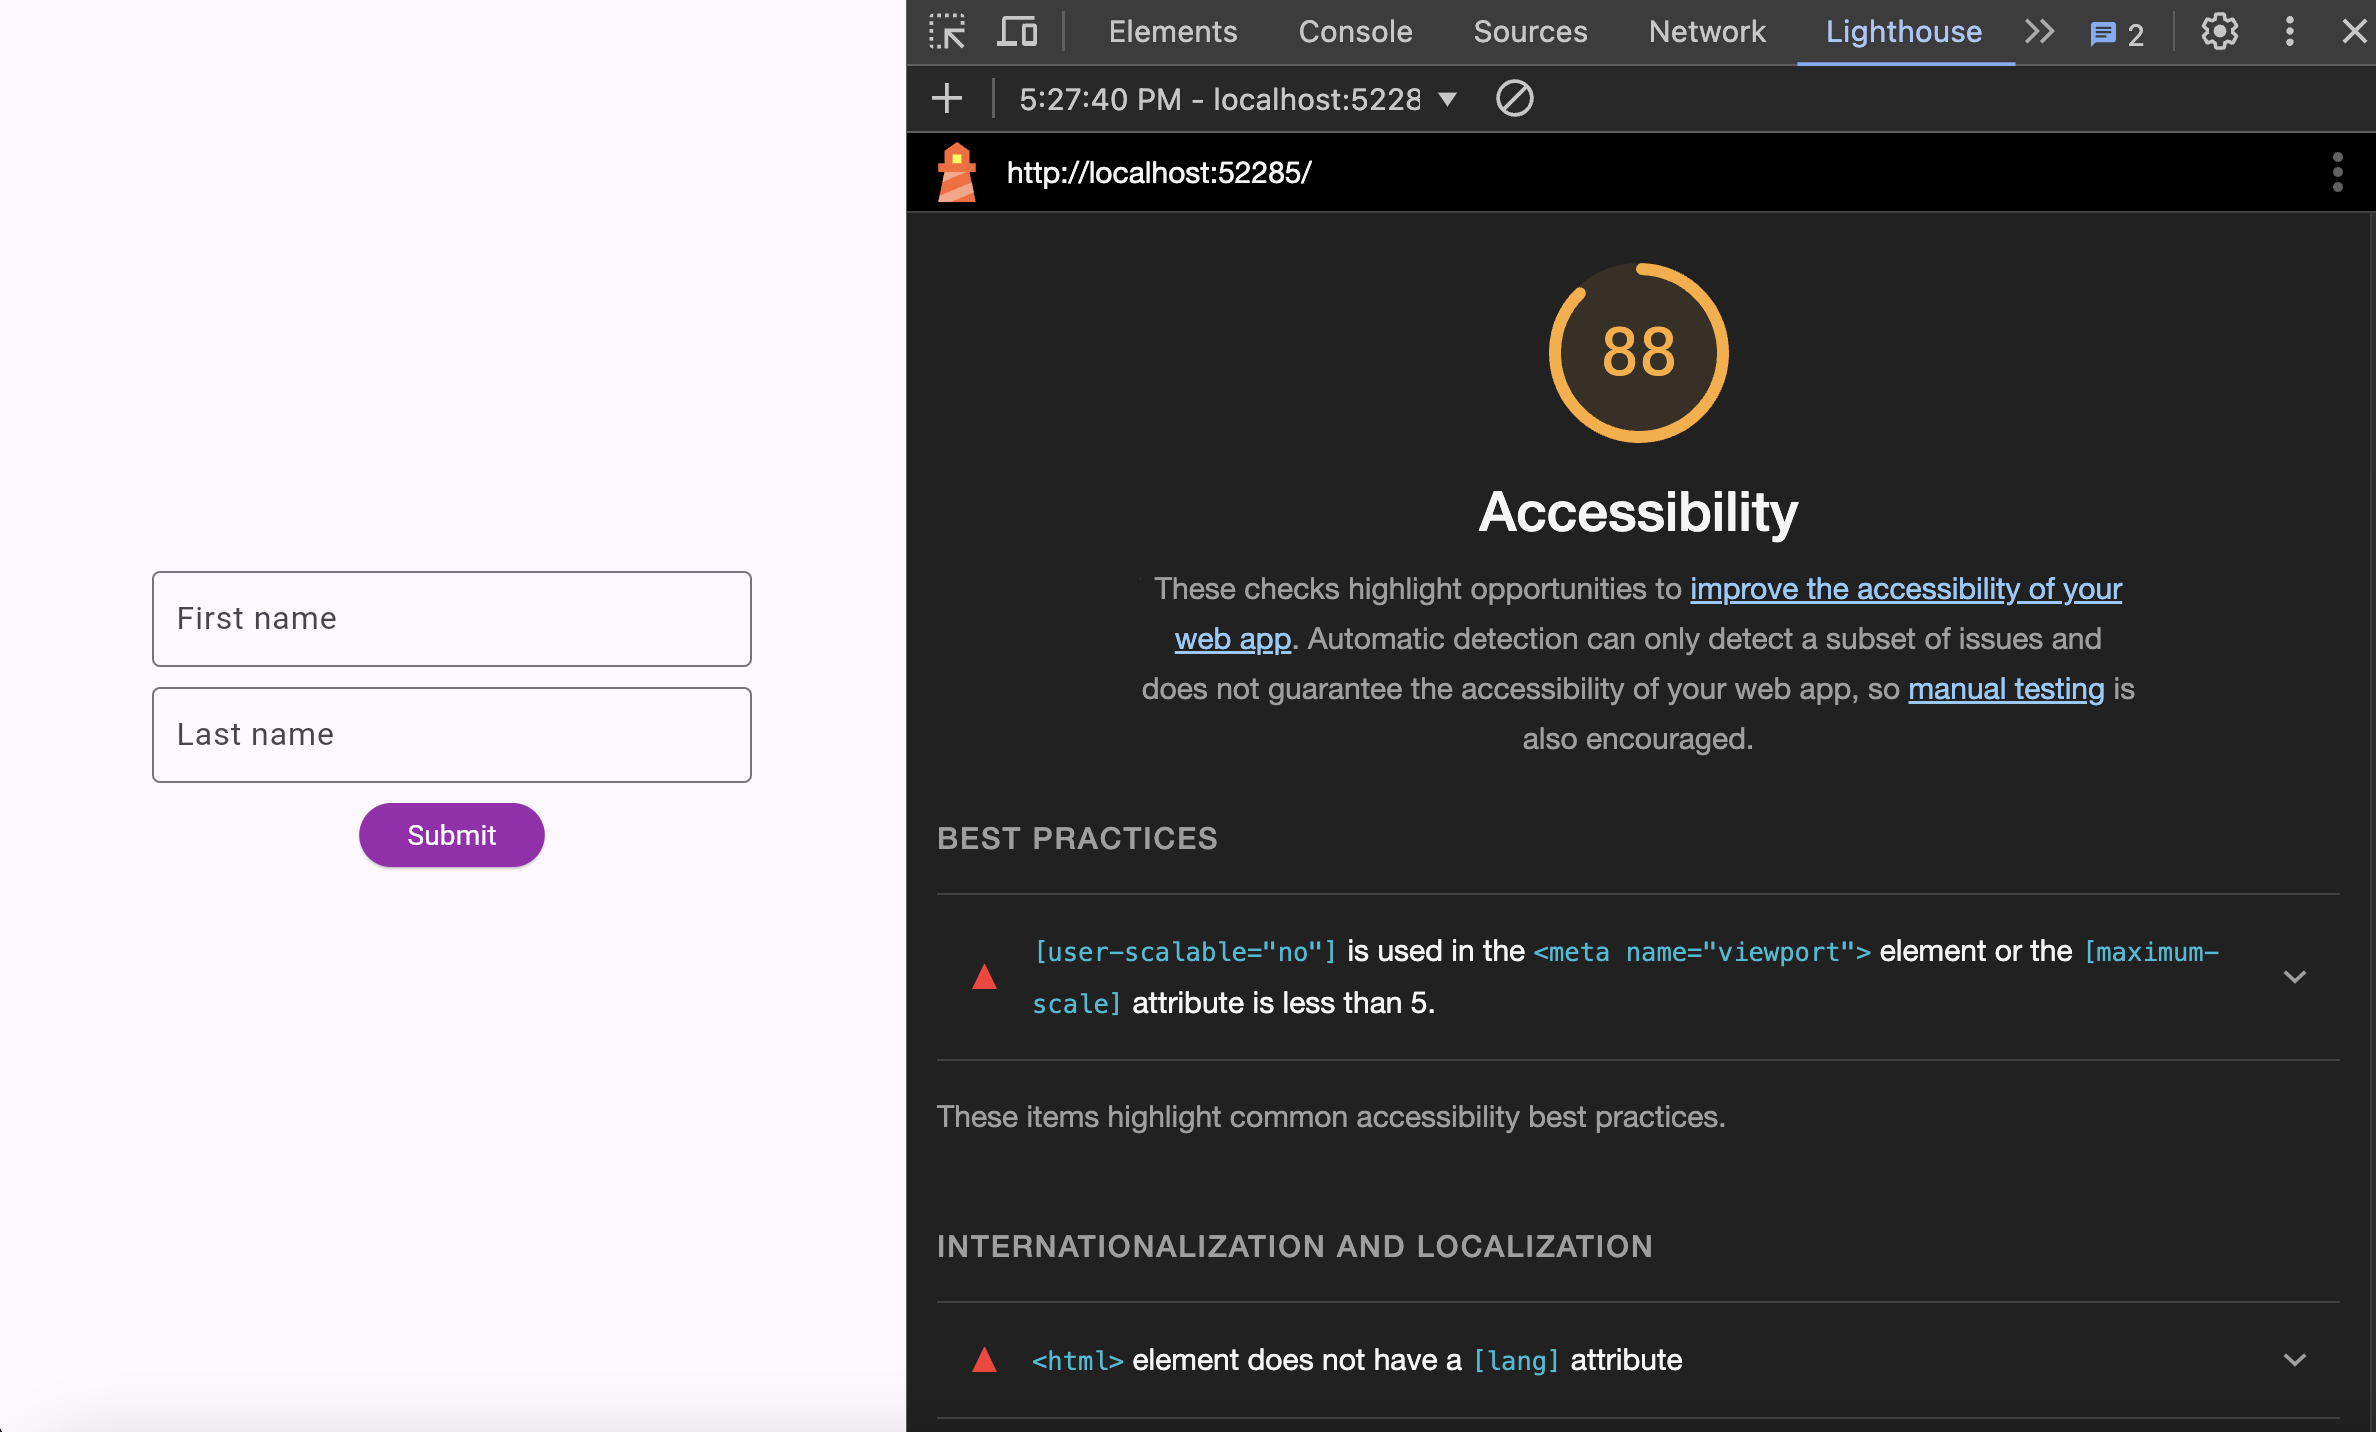 First name
Last name
Submit
Elements Console Sources Network Lighthouse 2
5:27:40 PM - localhost:5228
http://localhost:52285/
88
Accessibility
These checks highlight opportunities to improve the accessibility of your
web app. Automatic detection can only detect a subset of issues and
does not guarantee the accessibility of your web app, so manual testing is
also encouraged.
BEST PRACTICES
[user-scalable="no"] is used in the <meta name="viewport"> element or the [maximum-
scale] attribute is less than 5.
These items highlight common accessibility best practices.
INTERNATIONALIZATION AND LOCALIZATION
<html> element does not have a [lang] attribute